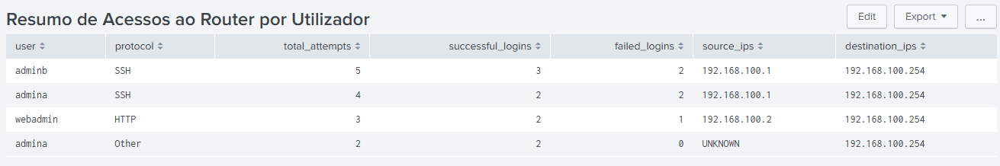 Resumo de Acessos ao Router por Utilizador
Edit Export ...
user protocol total_attempts successful_logins failed_logins source_ips destination_ips
adminb SSH 5 3 2 192.168.100.1 192.168.100.254
admina SSH 4 2 2 192.168.100.1 192.168.100.254
webadmin HTTP 3 2 1 192.168.100.2 192.168.100.254
admina Other 2 2 0 UNKNOWN 192.168.100.254